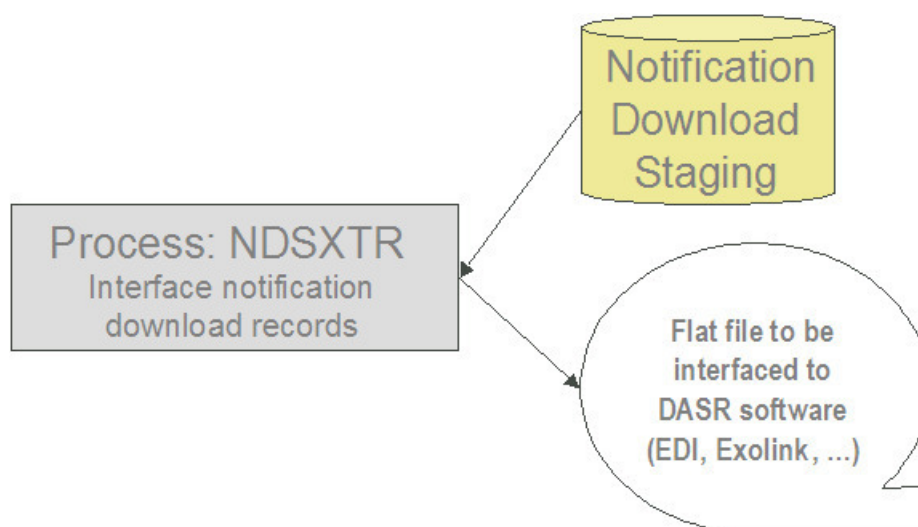 Notification
Download
Staging
Process: NDSXTR
Interface notification
download records
Flat file to be
interfaced to
DASR software
(EDI, Exolink, ...)